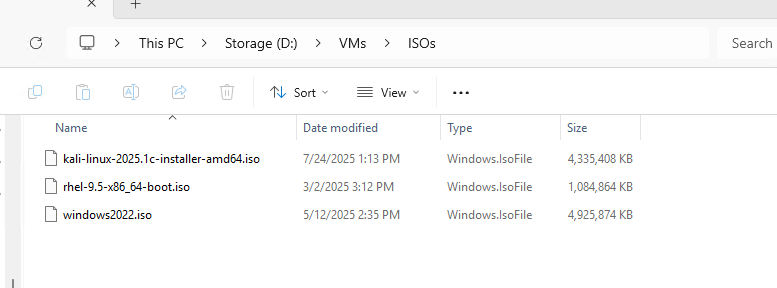 This PC > Storage (D:) > VMs > ISOs Search
Sort View
Name Date modified Type Size
kali-linux-2025.1c-installer-amd64.iso 7/24/2025 1:13 PM Windows.IsoFile 4,335,408 KB
rhel-9.5-x86_64-boot.iso 3/2/2025 3:12 PM Windows.IsoFile 1,084,864 KB
windows2022.iso 5/12/2025 2:35 PM Windows.IsoFile 4,925,874 KB